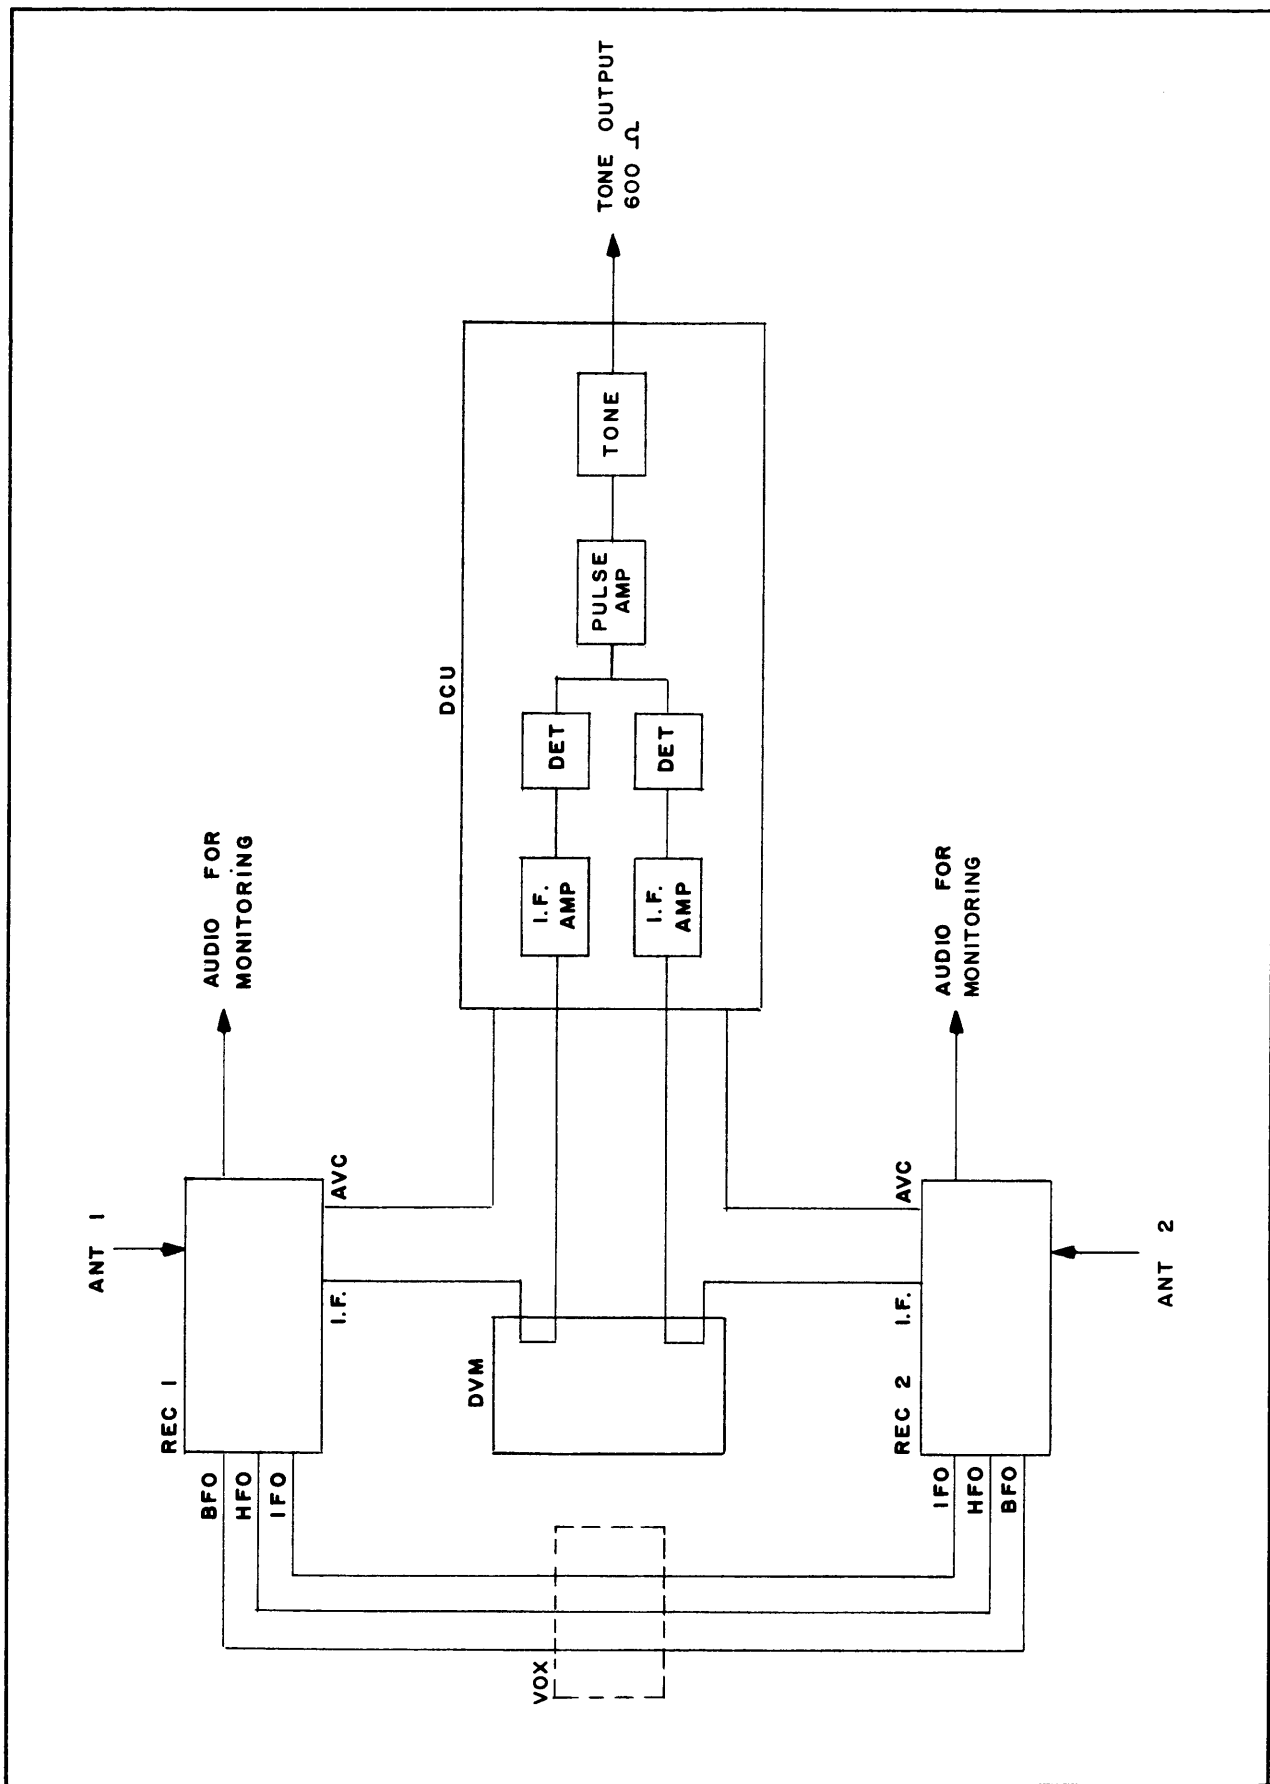 ANT 1
REC 1
BFO
HFO
IFO
I.F.
AVC
AUDIO FOR
MONITORING
DCU
DVM
VOX
I.F.
AMP
DET
PULSE
AMP
TONE
TONE OUTPUT
600 Ω
I.F.
AMP
DET
REC 2
I.F.
AVC
IFO
HFO
BFO
AUDIO FOR
MONITORING
ANT 2